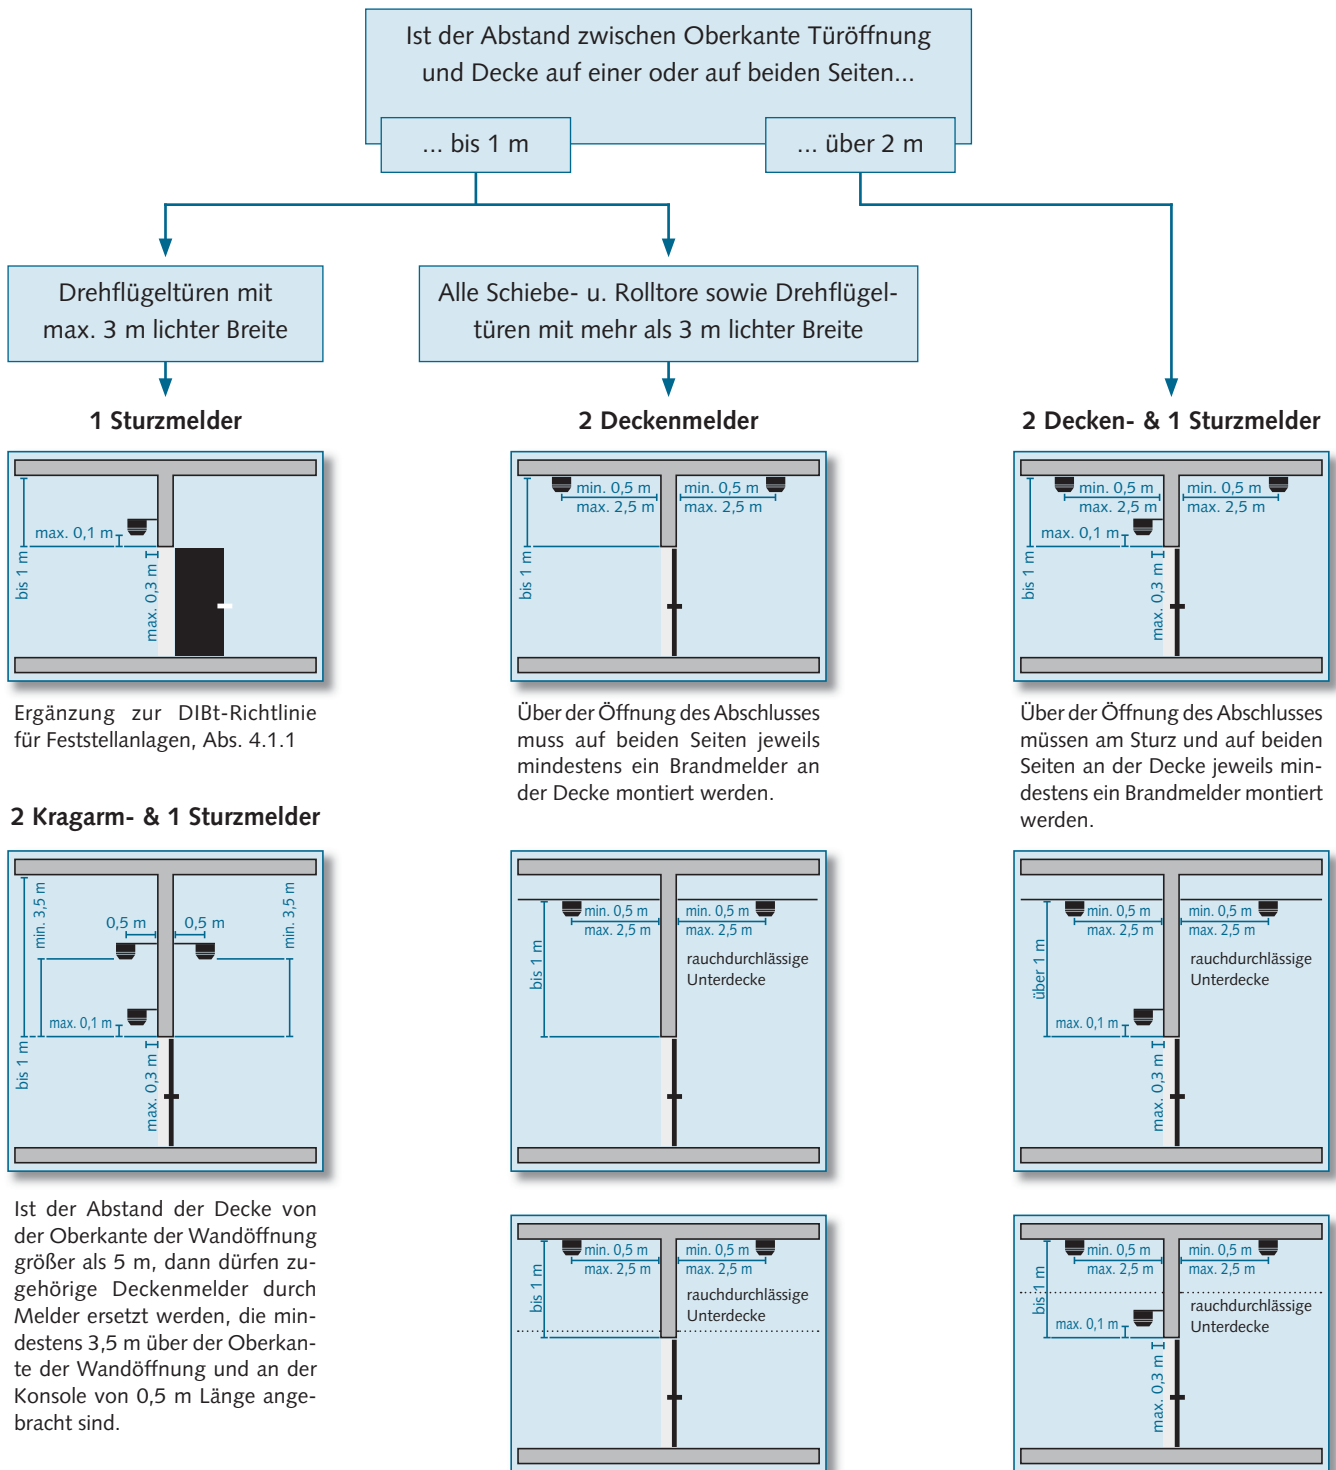 Ist der Abstand zwischen Oberkante Türöffnung
und Decke auf einer oder auf beiden Seiten...
... bis 1 m
... über 2 m
Drehflügeltüren mit
max. 3 m lichter Breite
Alle Schiebe- u. Rolltore sowie Drehflügel-
türen mit mehr als 3 m lichter Breite
1 Sturzmelder
max. 0,1 m
bis 1 m
max. 0,3 m
Ergänzung zur DIBt-Richtlinie
für Feststellanlagen, Abs. 4.1.1
2 Kragarm- & 1 Sturzmelder
min. 3,5 m
0,5 m
0,5 m
min. 3,5 m
max. 0,1 m
bis 1 m
max. 0,3 m
Ist der Abstand der Decke von
der Oberkante der Wandöffnung
größer als 5 m, dann dürfen zu-
gehörige Deckenmelder durch
Melder ersetzt werden, die min-
destens 3,5 m über der Oberkan-
te der Wandöffnung und an der
Konsole von 0,5 m Länge ange-
bracht sind.
2 Deckenmelder
min. 0,5 m
max. 2,5 m
min. 0,5 m
max. 2,5 m
bis 1 m
Über der Öffnung des Abschlusses
muss auf beiden Seiten jeweils
mindestens ein Brandmelder an
der Decke montiert werden.
min. 0,5 m
max. 2,5 m
min. 0,5 m
max. 2,5 m
bis 1 m
rauchdurchlässige
Unterdecke
min. 0,5 m
max. 2,5 m
min. 0,5 m
max. 2,5 m
bis 1 m
rauchdurchlässige
Unterdecke
2 Decken- & 1 Sturzmelder
min. 0,5 m
max. 2,5 m
min. 0,5 m
max. 2,5 m
max. 0,1 m
bis 1 m
max. 0,3 m
Über der Öffnung des Abschlusses
müssen am Sturz und auf beiden
Seiten an der Decke jeweils min-
destens ein Brandmelder montiert
werden.
min. 0,5 m
max. 2,5 m
min. 0,5 m
max. 2,5 m
über 1 m
rauchdurchlässige
Unterdecke
max. 0,1 m
max. 0,3 m
min. 0,5 m
max. 2,5 m
min. 0,5 m
max. 2,5 m
bis 1 m
rauchdurchlässige
Unterdecke
max. 0,1 m
max. 0,3 m